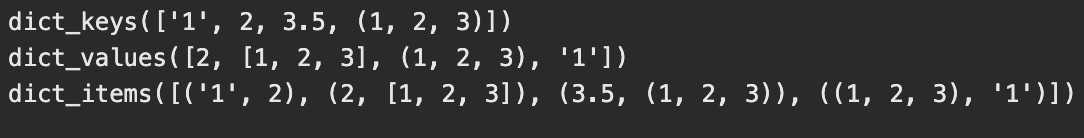 dict_keys(['1', 2, 3.5, (1, 2, 3)])
dict_values([2, [1, 2, 3], (1, 2, 3), '1'])
dict_items([('1', 2), (2, [1, 2, 3]), (3.5, (1, 2, 3)), ((1, 2, 3), '1')])